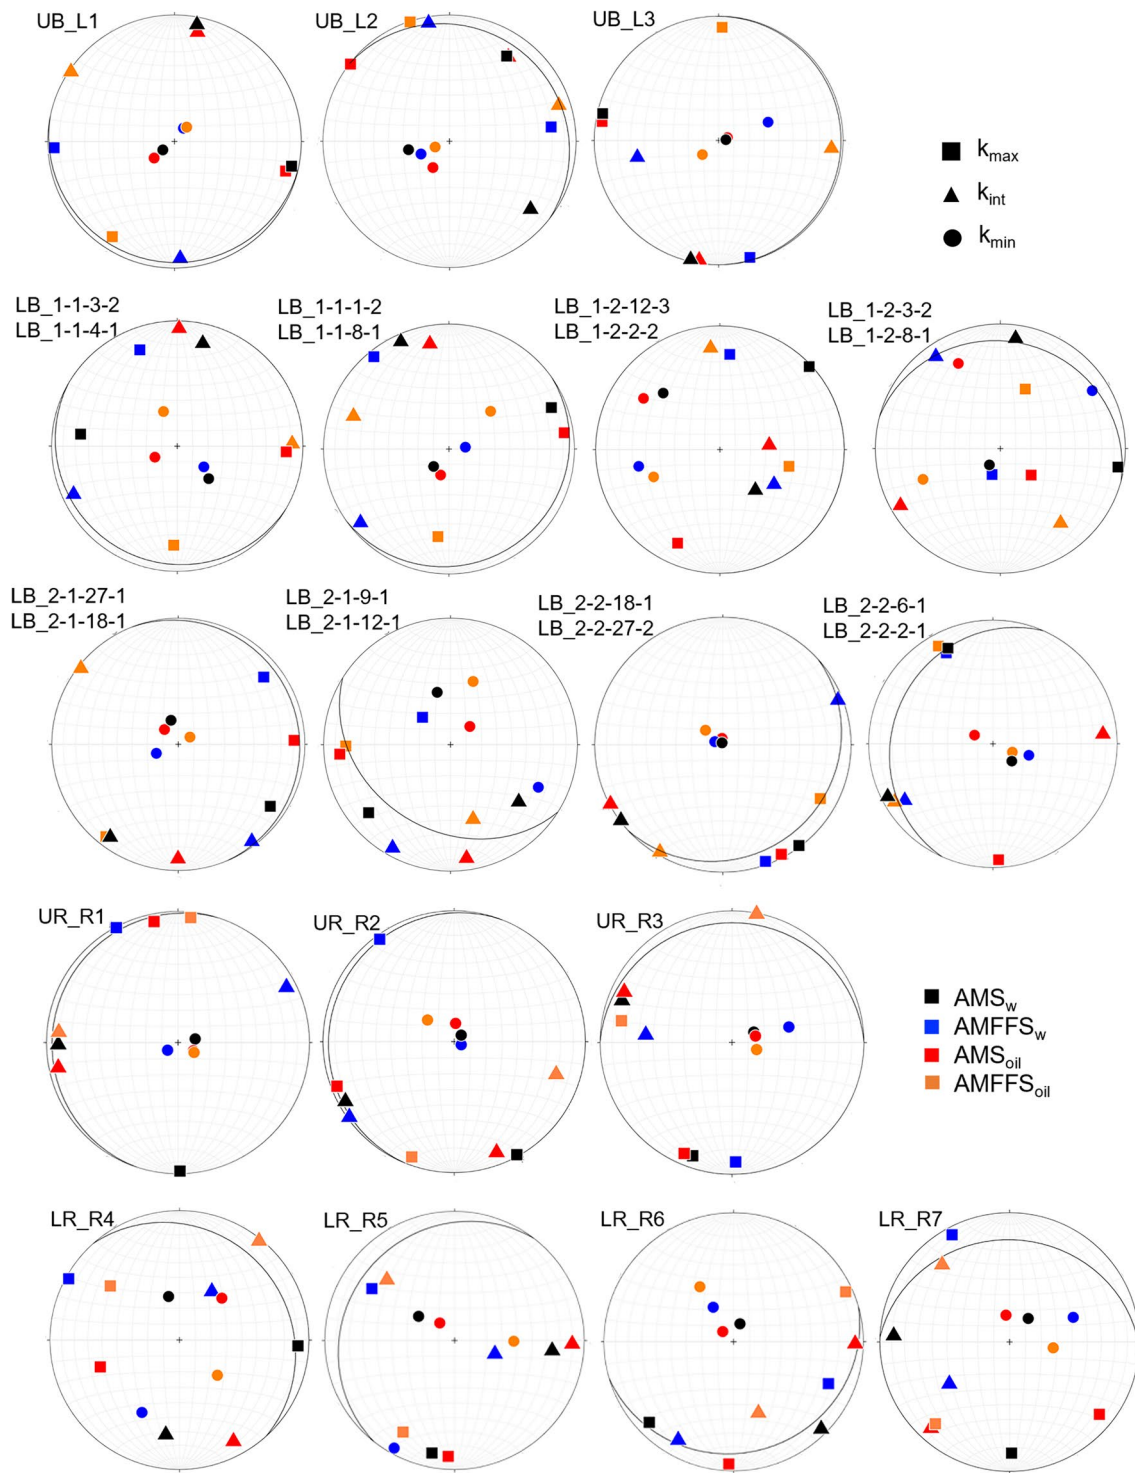 UB_L1
UB_L2
UB_L3
kmax
kint
kmin
LB_1-1-3-2
LB_1-1-4-1
LB_1-1-1-2
LB_1-1-8-1
LB_1-2-12-3
LB_1-2-2-2
LB_1-2-3-2
LB_1-2-8-1
LB_2-1-27-1
LB_2-1-18-1
LB_2-1-9-1
LB_2-1-12-1
LB_2-2-18-1
LB_2-2-27-2
LB_2-2-6-1
LB_2-2-2-1
UR_R1
UR_R2
UR_R3
AMSw
AMFFSw
AMSoil
AMFFSoil
LR_R4
LR_R5
LR_R6
LR_R7